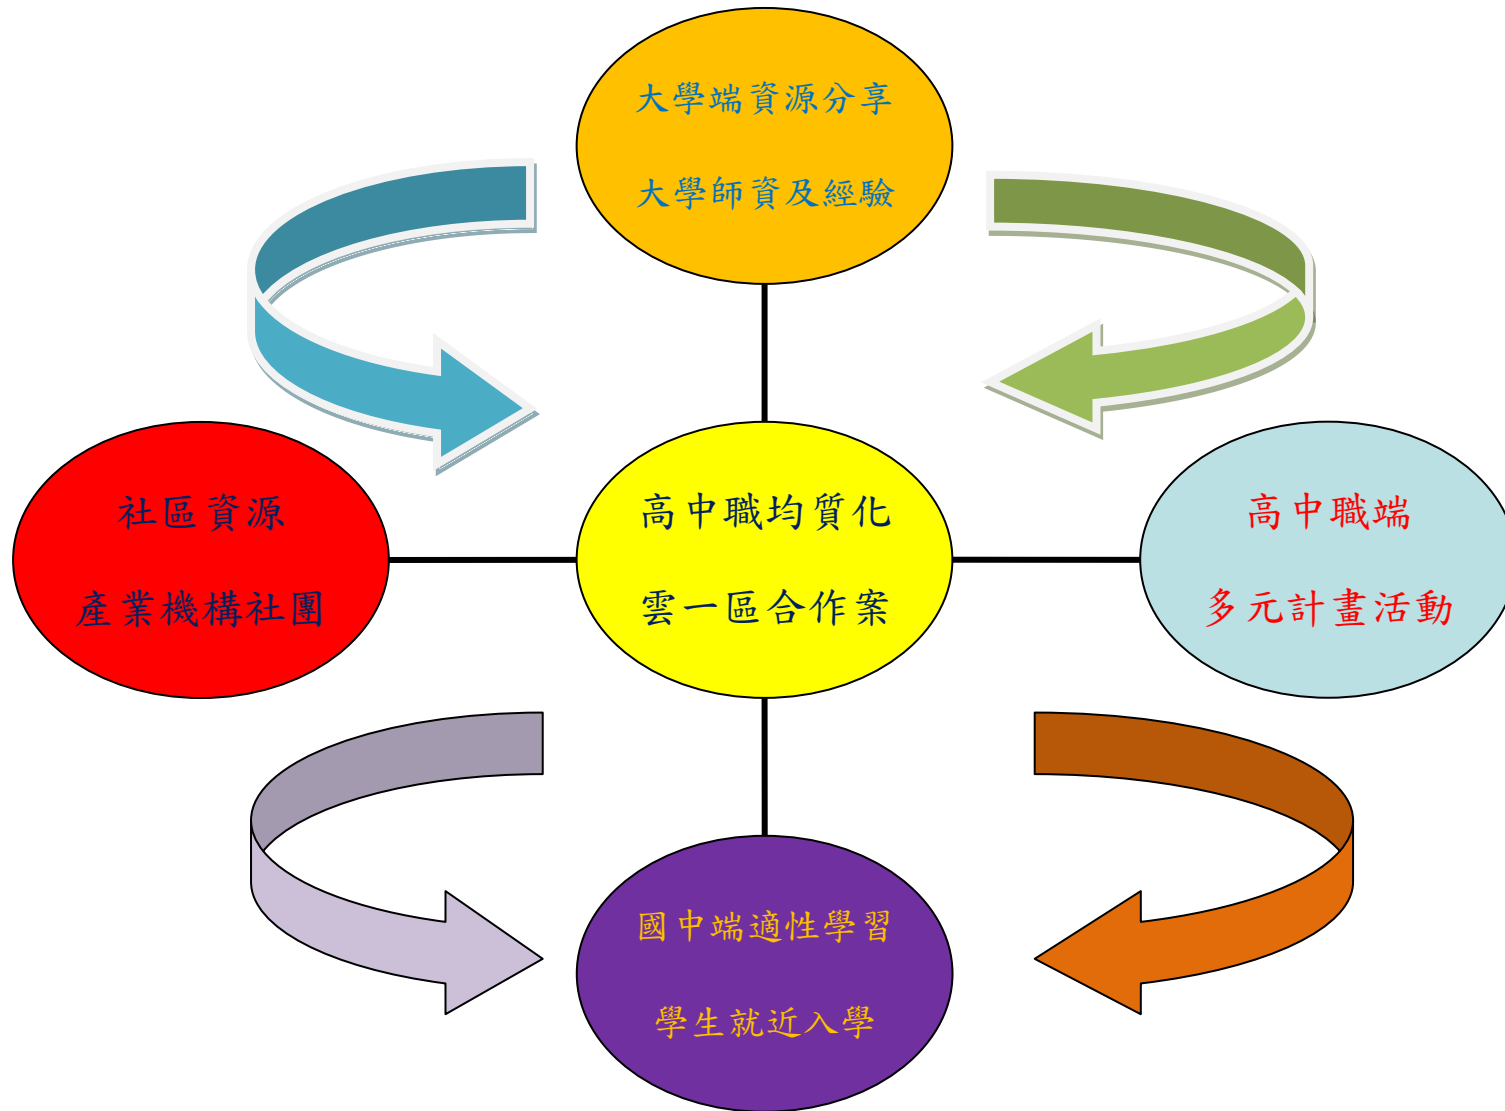 大學端資源分享
大學師資及經驗
社區資源
產業機構社團
高中職均質化
雲一區合作案
高中職端
多元計畫活動
國中端適性學習
學生就近入學